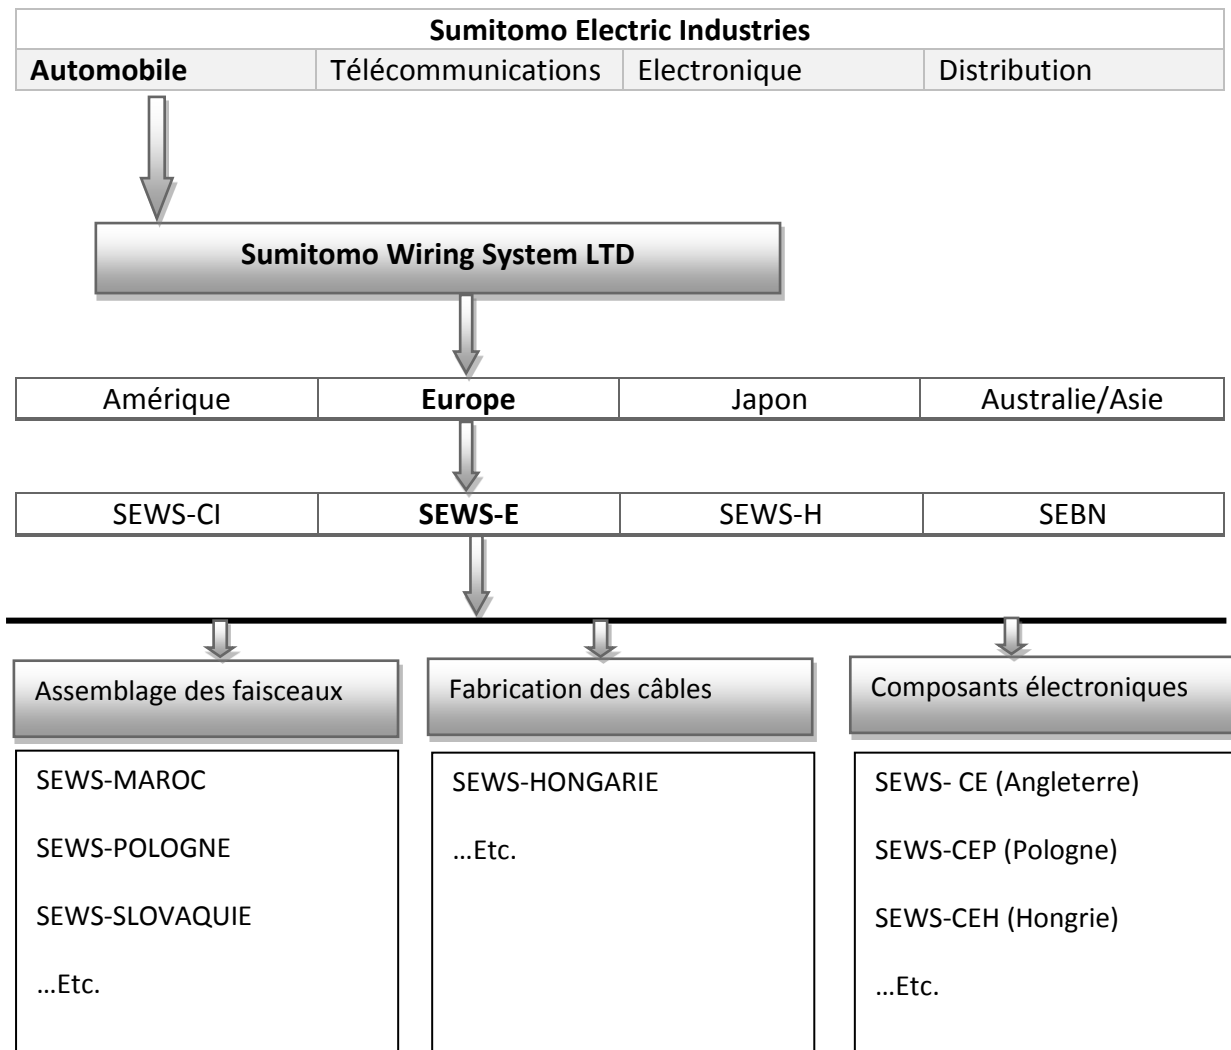 Sumitomo Electric Industries
Automobile Télécommunications Electronique Distribution
Sumitomo Wiring System LTD
Amérique Europe Japon Australie/Asie
SEWS-CI SEWS-E SEWS-H SEBN
Assemblage des faisceaux
Fabrication des câbles
Composants électroniques
SEWS-MAROC
SEWS-POLOGNE
SEWS-SLOVAQUIE
...Etc.
SEWS-HONGARIE
...Etc.
SEWS- CE (Angleterre)
SEWS-CEP (Pologne)
SEWS-CEH (Hongrie)
...Etc.